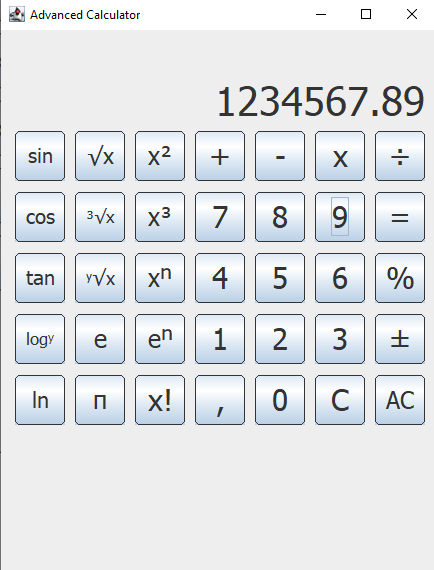 Advanced Calculator
1234567.89
sin √x x² + - x ÷
cos ³√x x³ 7 8 9 =
tan ʸ√x xⁿ 4 5 6 %
logʸ e eⁿ 1 2 3 ±
ln п x! , 0 C AC